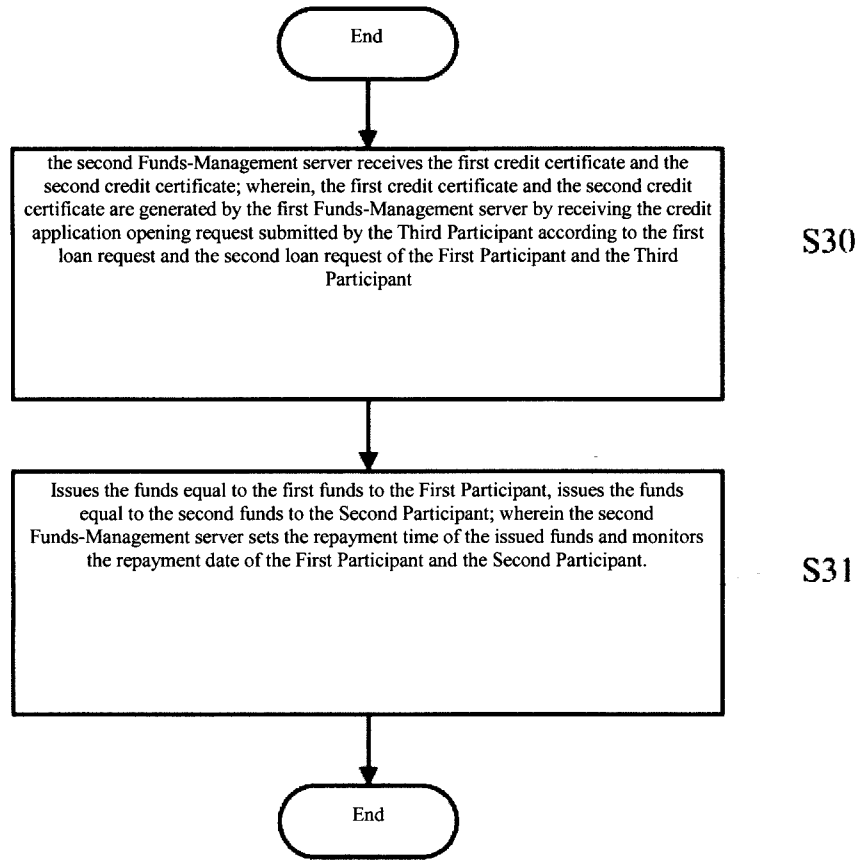 End
the second Funds-Management server receives the first credit certificate and the
second credit certificate; wherein, the first credit certificate and the second credit
certificate are generated by the first Funds-Management server by receiving the credit
application opening request submitted by the Third Participant according to the first
loan request and the second loan request of the First Participant and the Third
Participant
S30
Issues the funds equal to the first funds to the First Participant, issues the funds
equal to the second funds to the Second Participant; wherein the second
Funds-Management server sets the repayment time of the issued funds and monitors
the repayment date of the First Participant and the Second Participant.
S31
End